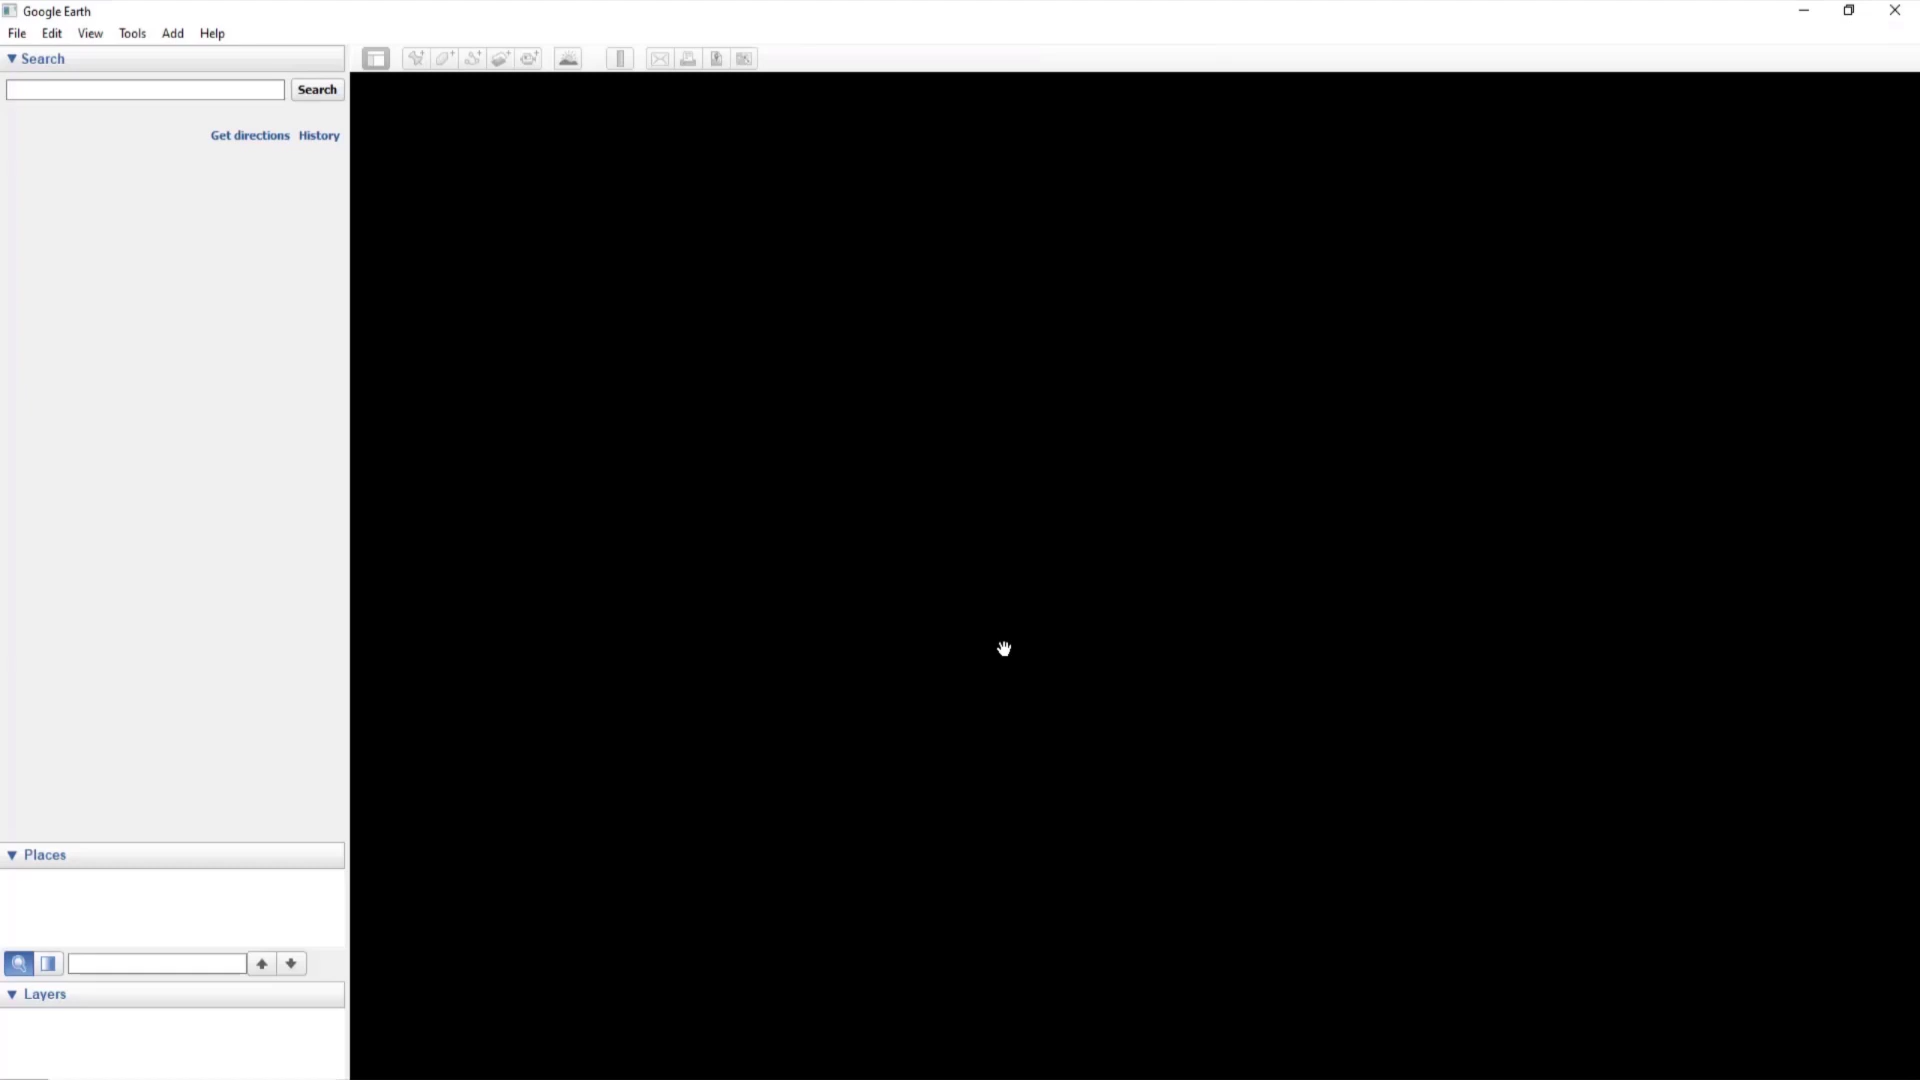 Google Earth
File Edit View Tools Add Help
Search
Search
Get directions History
Places
Layers